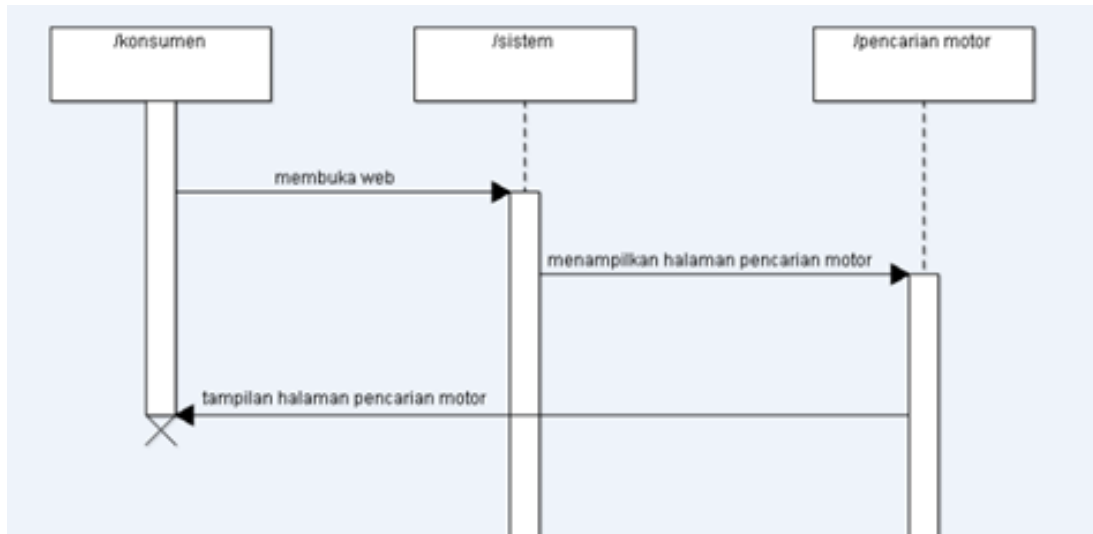 /konsumen
/sistem
/pencarian motor
membuka web
menampilkan halaman pencarian motor
tampilan halaman pencarian motor